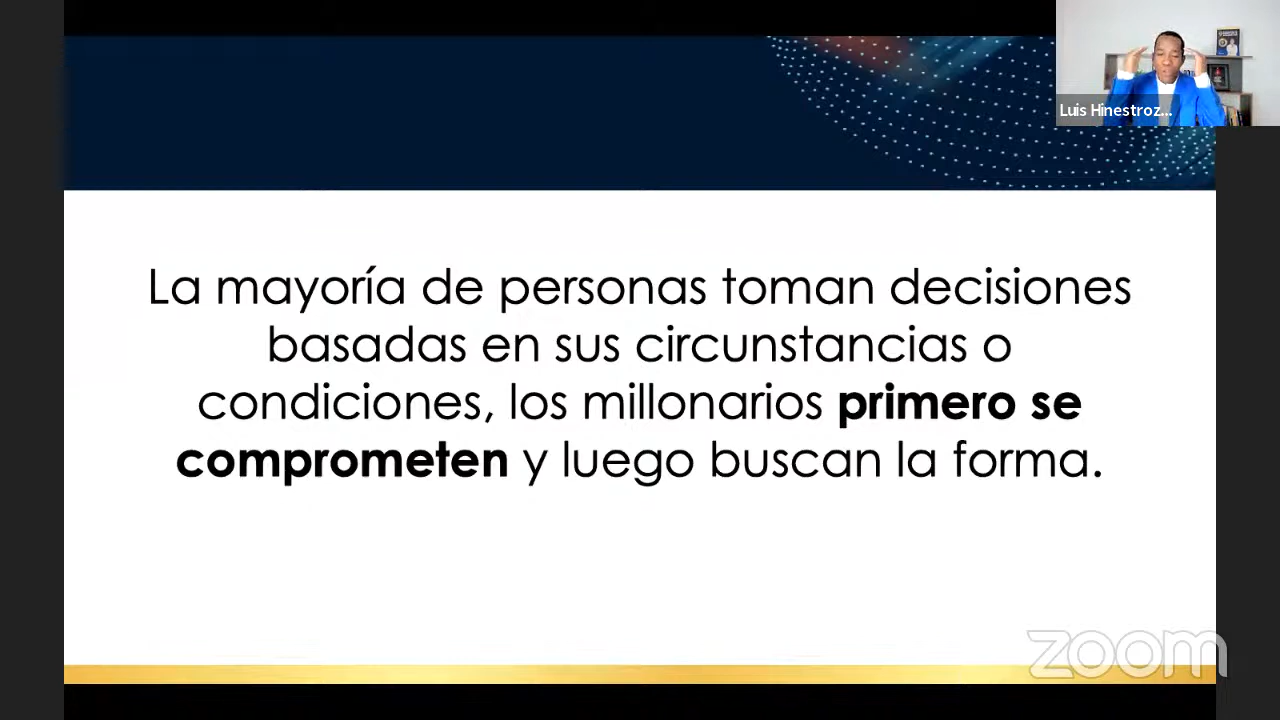 Luis Hinestroz...
La mayoría de personas toman decisiones
basadas en sus circunstancias o
condiciones, los millonarios primero se
comprometen y luego buscan la forma.
zoom